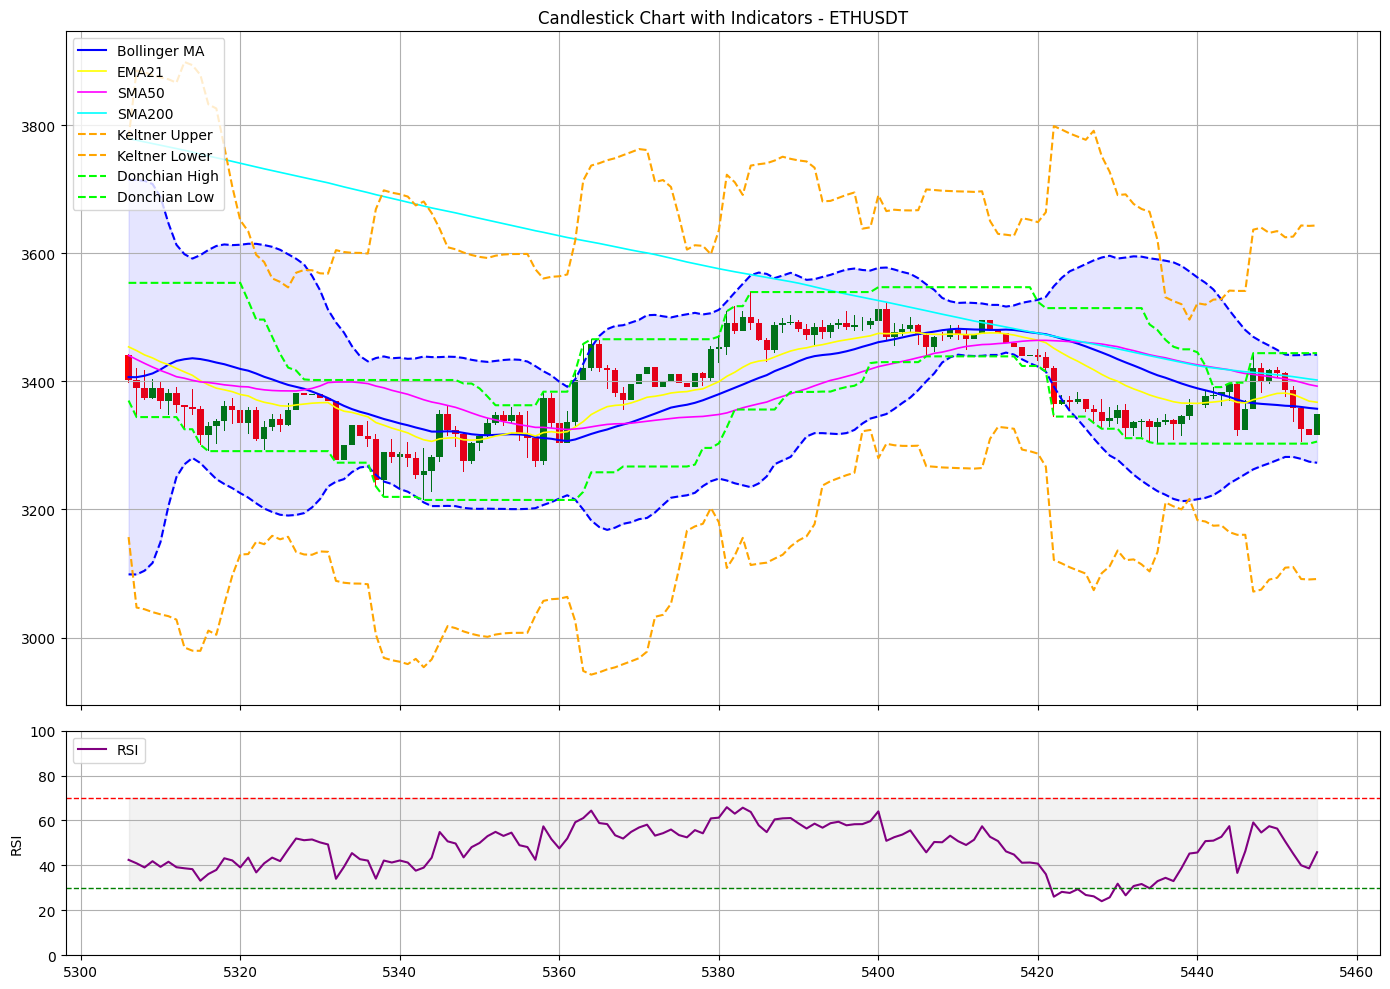 Candlestick Chart with Indicators - ETHUSDT
Bollinger MA
EMA21
SMA50
SMA200
Keltner Upper
Keltner Lower
Donchian High
Donchian Low
3800
3600
3400
3200
3000
RSI
100
80
60
40
20
0
RSI
5300 5320 5340 5360 5380 5400 5420 5440 5460